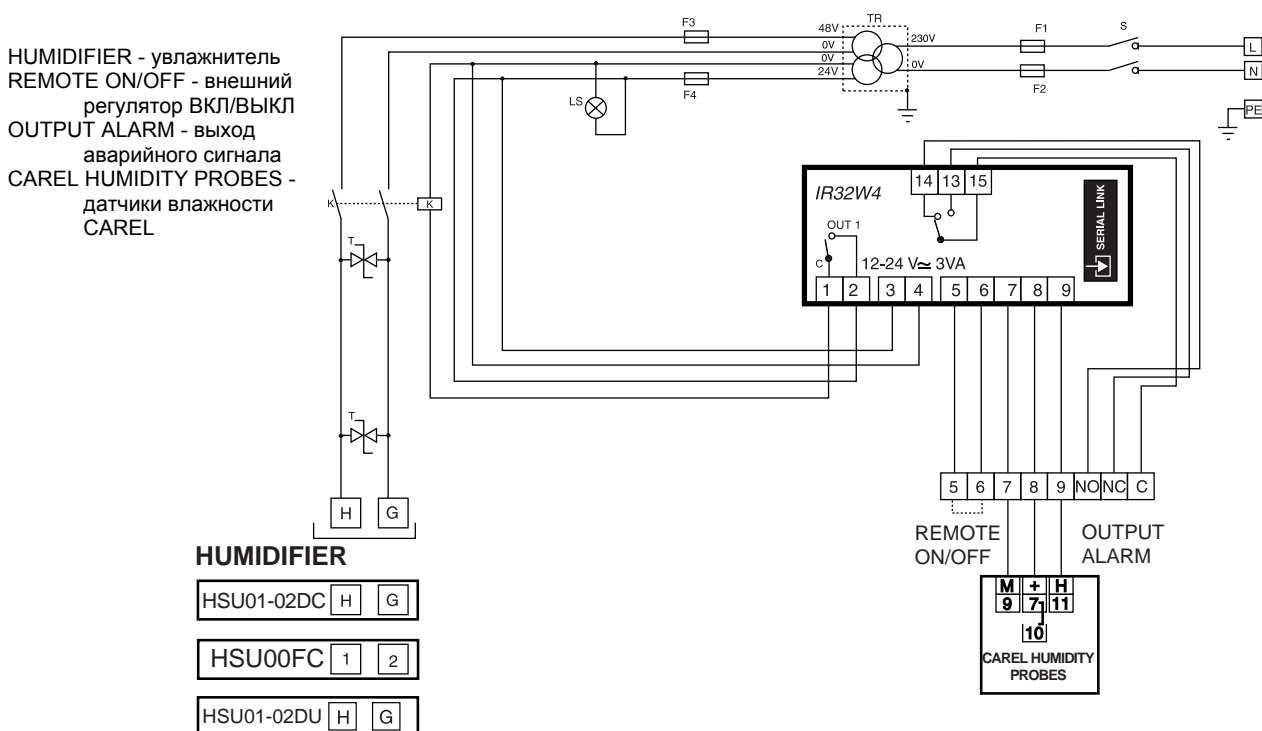 HUMIDIFIER - увлажнитель
REMOTE ON/OFF - внешний
регулятор ВКЛ/ВЫКЛ
OUTPUT ALARM - выход
аварийного сигнала
CAREL HUMIDITY PROBES -
датчики влажности
CAREL
F3
48V
TR
0V
0V
24V
F4
LS
230V
0V
F1
F2
S
L
N
PE
K
K
T
T
H G
HUMIDIFIER
HSU01-02DC H G
HSU00FC 1 2
HSU01-02DU H G
14 13 15
IR32W4
OUT 1
C
12-24 V≃ 3VA
SERIAL LINK
1 2 3 4 5 6 7 8 9
5 6 7 8 9 NO NC C
REMOTE
ON/OFF
OUTPUT
ALARM
M + H
9 7 11
10
CAREL HUMIDITY
PROBES